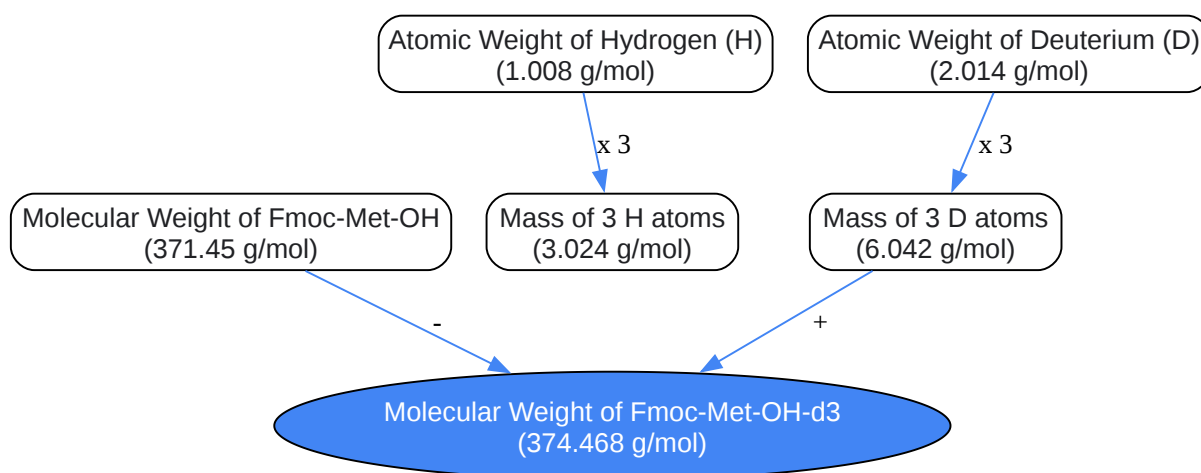 Atomic Weight of Hydrogen (H)
(1.008 g/mol)
Atomic Weight of Deuterium (D)
(2.014 g/mol)
x 3
x 3
Molecular Weight of Fmoc-Met-OH
(371.45 g/mol)
Mass of 3 H atoms
(3.024 g/mol)
Mass of 3 D atoms
(6.042 g/mol)
-
+
Molecular Weight of Fmoc-Met-OH-d3
(374.468 g/mol)